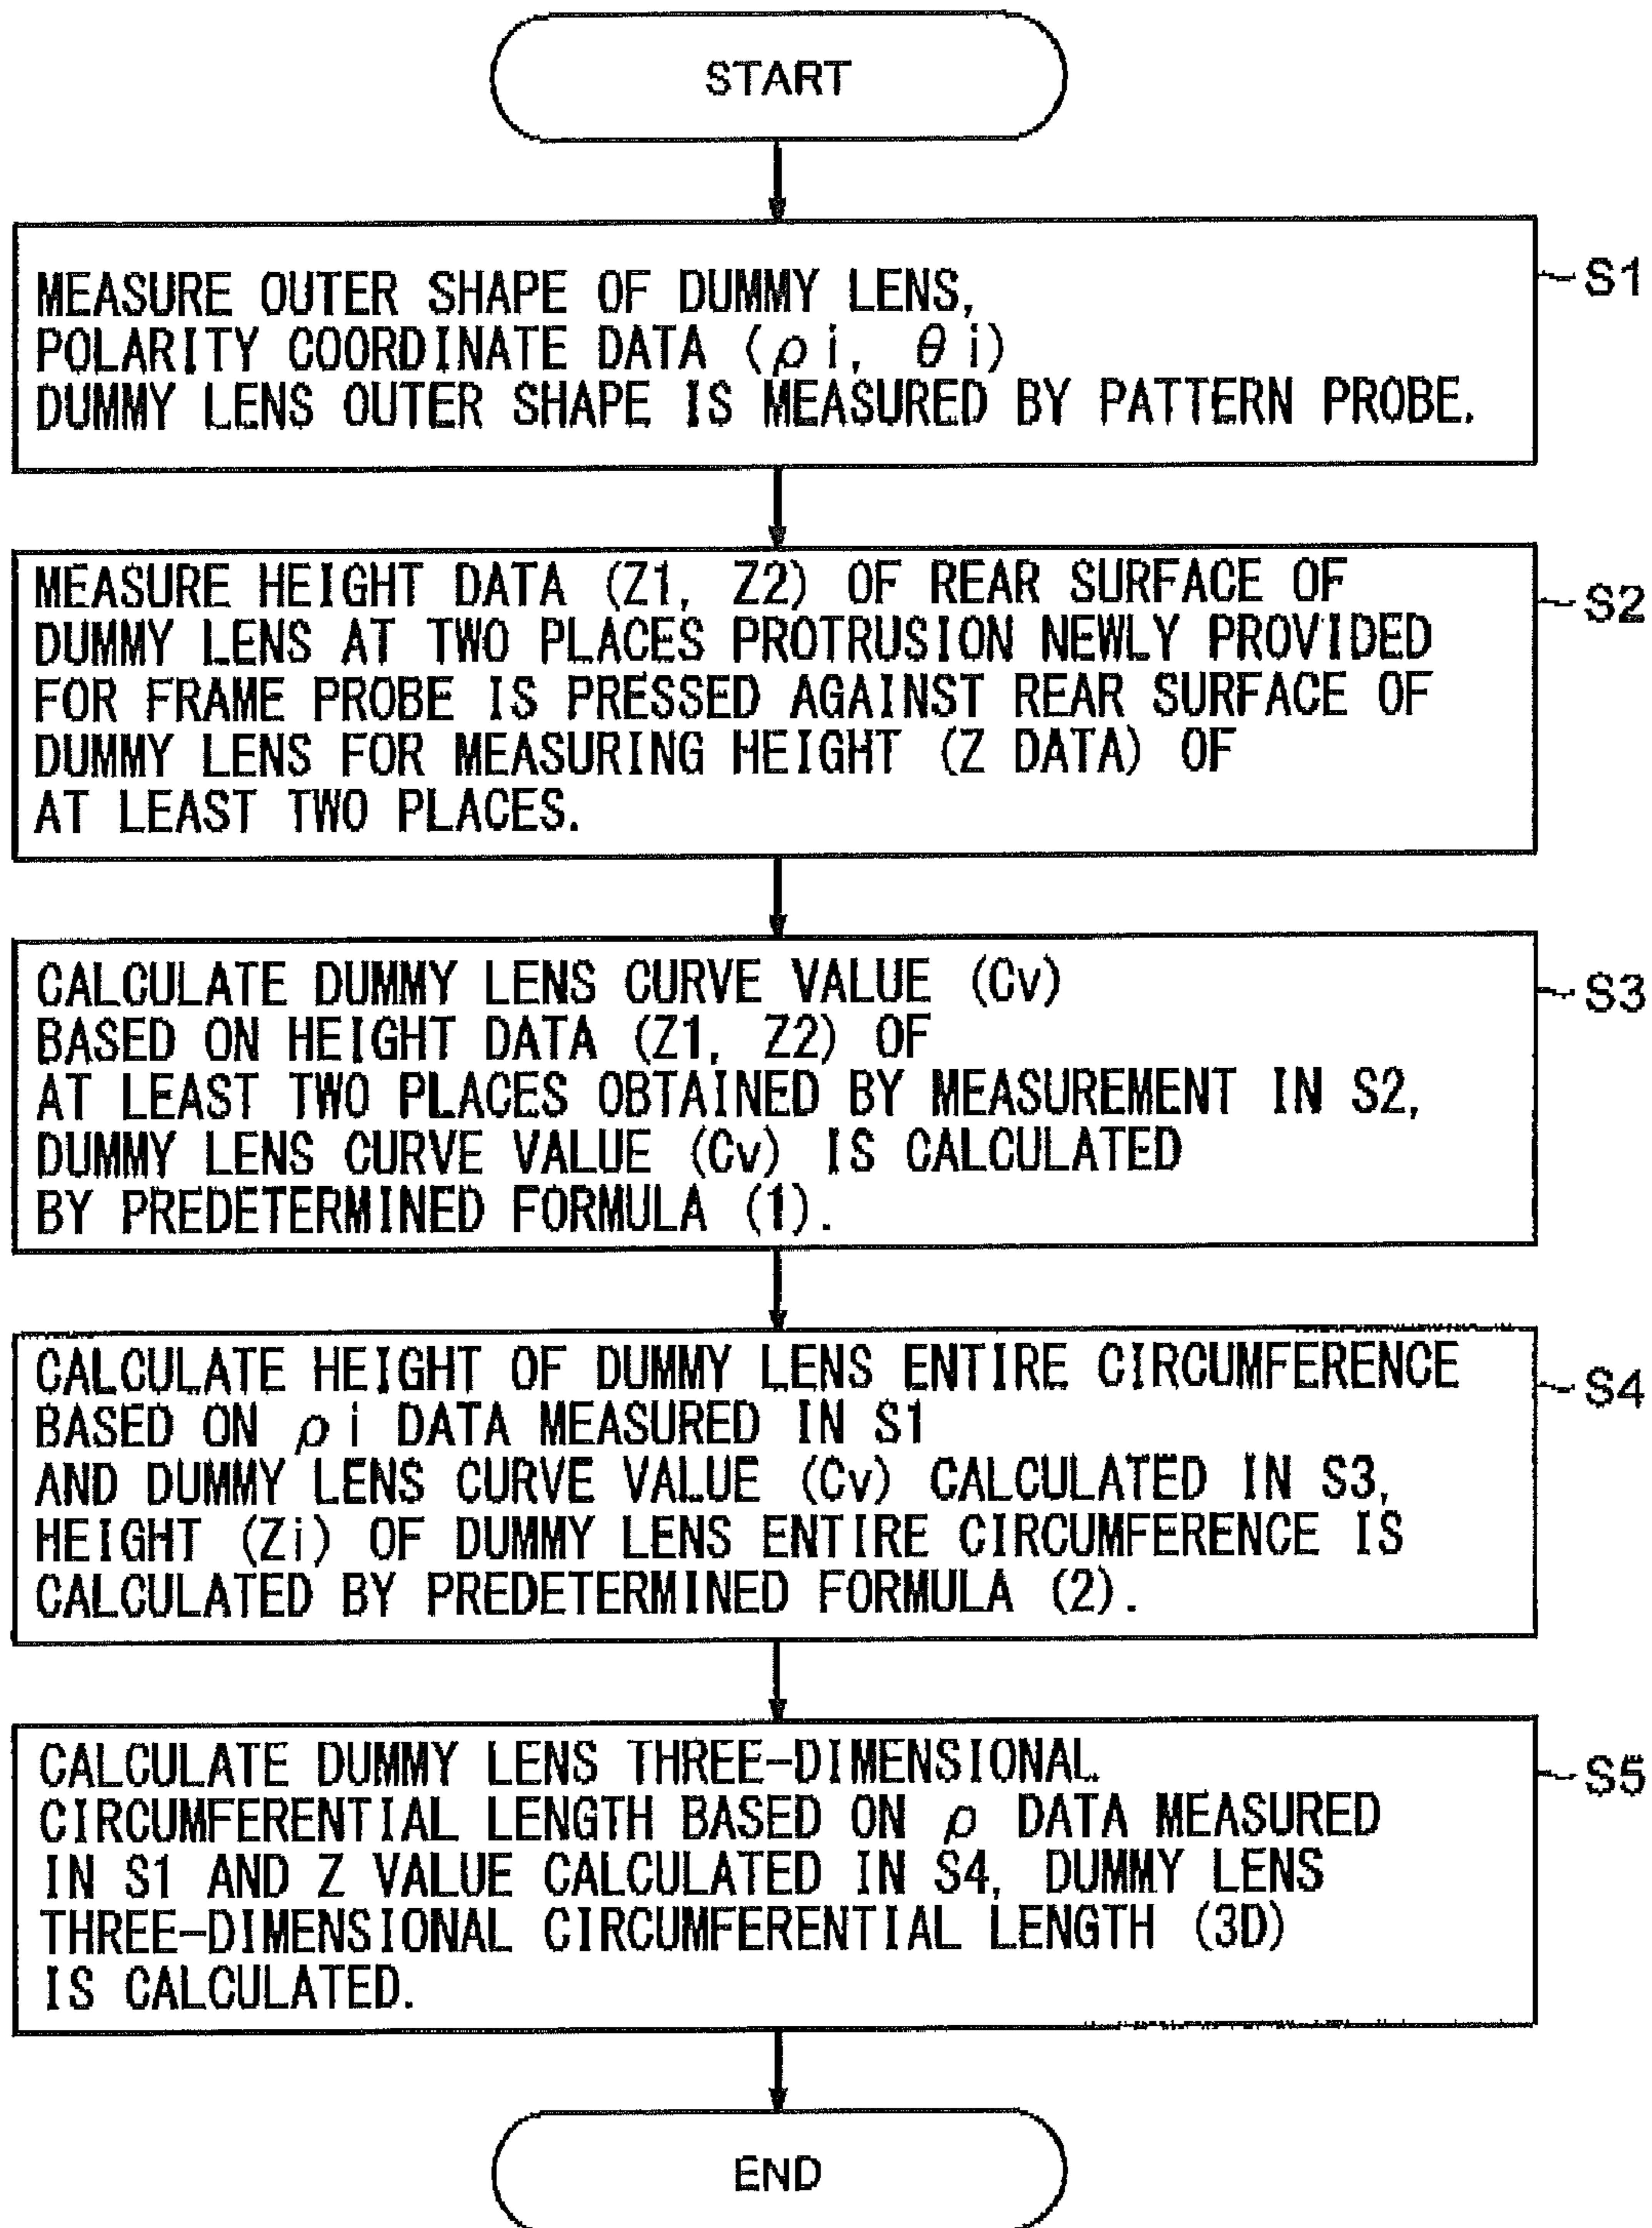 START
MEASURE OUTER SHAPE OF DUMMY LENS,
POLARITY COORDINATE DATA (ρi, θi)
DUMMY LENS OUTER SHAPE IS MEASURED BY PATTERN PROBE.
S1
MEASURE HEIGHT DATA (Z1, Z2) OF REAR SURFACE OF
DUMMY LENS AT TWO PLACES PROTRUSION NEWLY PROVIDED
FOR FRAME PROBE IS PRESSED AGAINST REAR SURFACE OF
DUMMY LENS FOR MEASURING HEIGHT (Z DATA) OF
AT LEAST TWO PLACES.
S2
CALCULATE DUMMY LENS CURVE VALUE (Cv)
BASED ON HEIGHT DATA (Z1, Z2) OF
AT LEAST TWO PLACES OBTAINED BY MEASUREMENT IN S2,
DUMMY LENS CURVE VALUE (Cv) IS CALCULATED
BY PREDETERMINED FORMULA (1).
S3
CALCULATE HEIGHT OF DUMMY LENS ENTIRE CIRCUMFERENCE
BASED ON ρi DATA MEASURED IN S1
AND DUMMY LENS CURVE VALUE (Cv) CALCULATED IN S3,
HEIGHT (Zi) OF DUMMY LENS ENTIRE CIRCUMFERENCE IS
CALCULATED BY PREDETERMINED FORMULA (2).
S4
CALCULATE DUMMY LENS THREE-DIMENSIONAL
CIRCUMFERENTIAL LENGTH BASED ON ρ DATA MEASURED
IN S1 AND Z VALUE CALCULATED IN S4, DUMMY LENS
THREE-DIMENSIONAL CIRCUMFERENTIAL LENGTH (3D)
IS CALCULATED.
S5
END